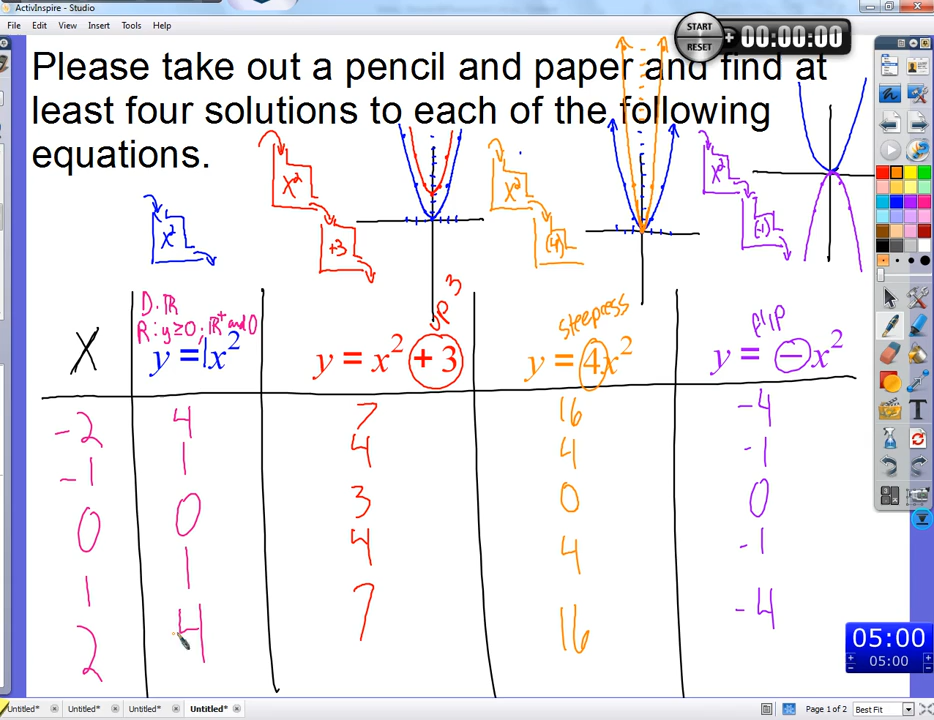 ActivInspire - Studio
File Edit View Insert Tools
START
RESET
00:00:00
Please take out a pencil and paper and find at
least four solutions to each of the following
equations.
x²
x²
+3
x²
(4)
x²
(-1)
D: ℝ
R: y≥0; ℝ⁺ and 0
UP 3
steepness
flip
X
y = 1x²
y = x² + 3
y = 4x²
y = −x²
-2 4 7 16 -4
-1 1 4 4 -1
0 0 3 0 0
1 1 4 4 -1
2 4 7 16 -4
05:00
05:00
Untitled* Untitled* Untitled* Untitled*
Page 1 of 2 Best Fit